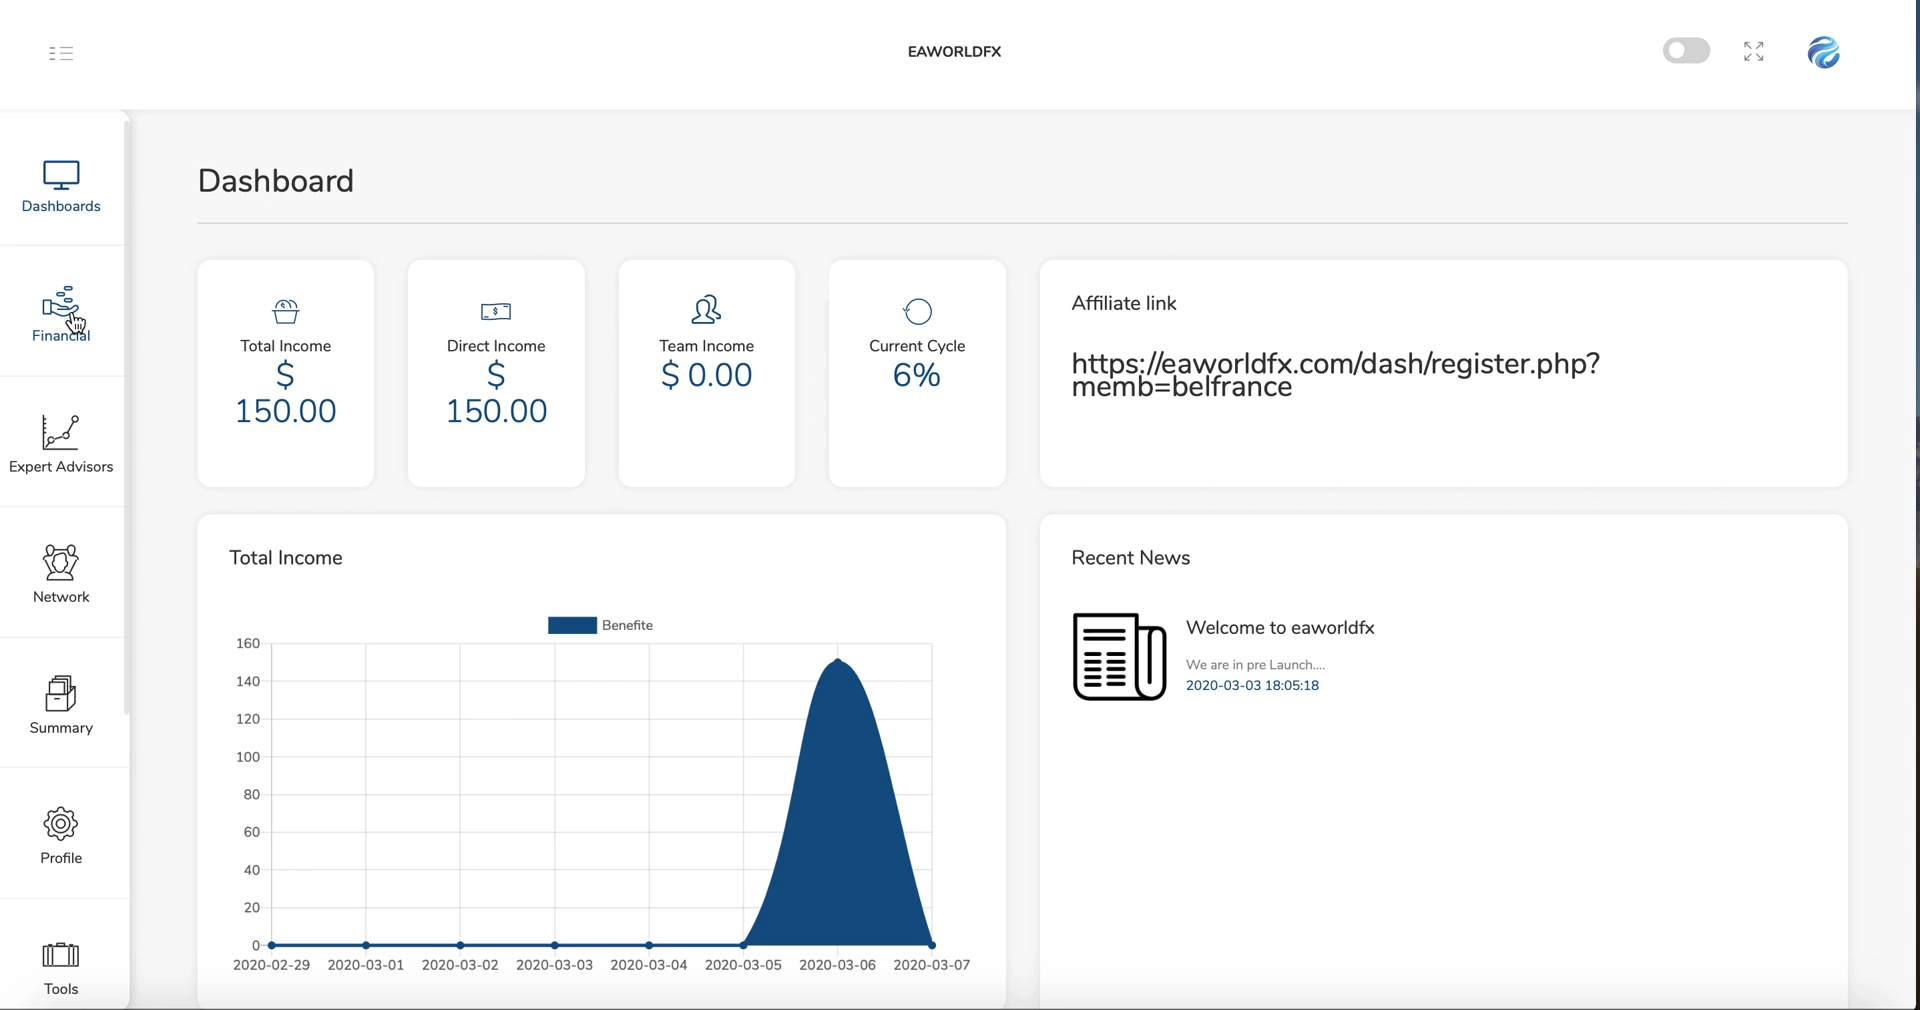 EAWORLDFX
Dashboards
Financial
Expert Advisors
Network
Summary
Profile
Tools
Dashboard
Total Income
$
150.00
Direct Income
$
150.00
Team Income
$ 0.00
Current Cycle
6%
Affiliate link
https://eaworldfx.com/dash/register.php?
memb=belfrance
Total Income
Benefite
160
140
120
100
80
60
40
20
0
2020-02-29 2020-03-01 2020-03-02 2020-03-03 2020-03-04 2020-03-05 2020-03-06 2020-03-07
Recent News
Welcome to eaworldfx
We are in pre Launch....
2020-03-03 18:05:18